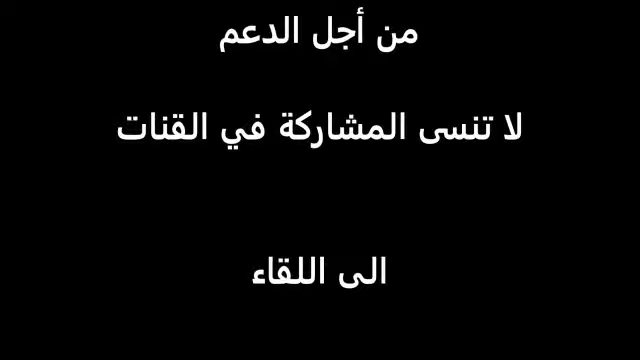 من أجل الدعم
لا تنسى المشاركة في القنات
الى اللقاء